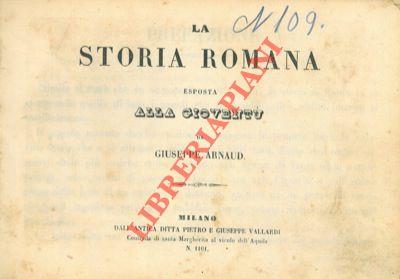 N 109.
LA
STORIA ROMANA
ESPOSTA
ALLA GIOVENTÙ
DI
GIUSEPPE ARNAUD.
LIBRERIA PIANI
MILANO
DALL'ANTICA DITTA PIETRO E GIUSEPPE VALLARDI
Contrada di santa Margherita al vicolo dell'Aquila
N. 1101.